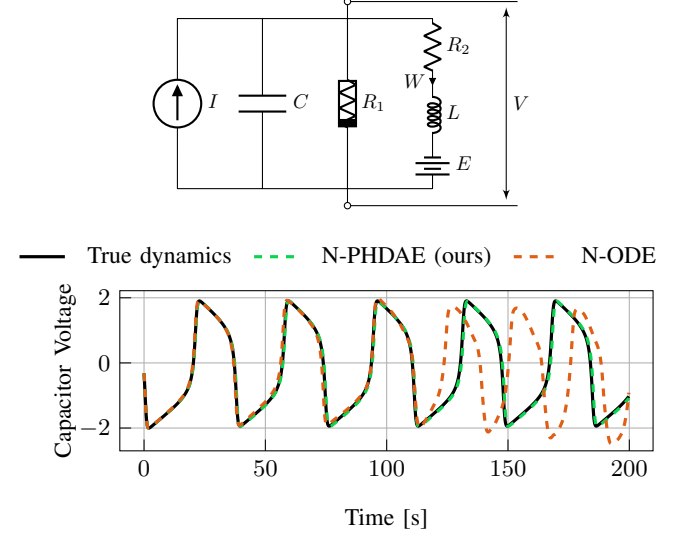 R₂
W
I
C
R₁
L
V
E
True dynamics N-PHDAE (ours) N-ODE
Capacitor Voltage
2
0
−2
0 50 100 150 200
Time [s]